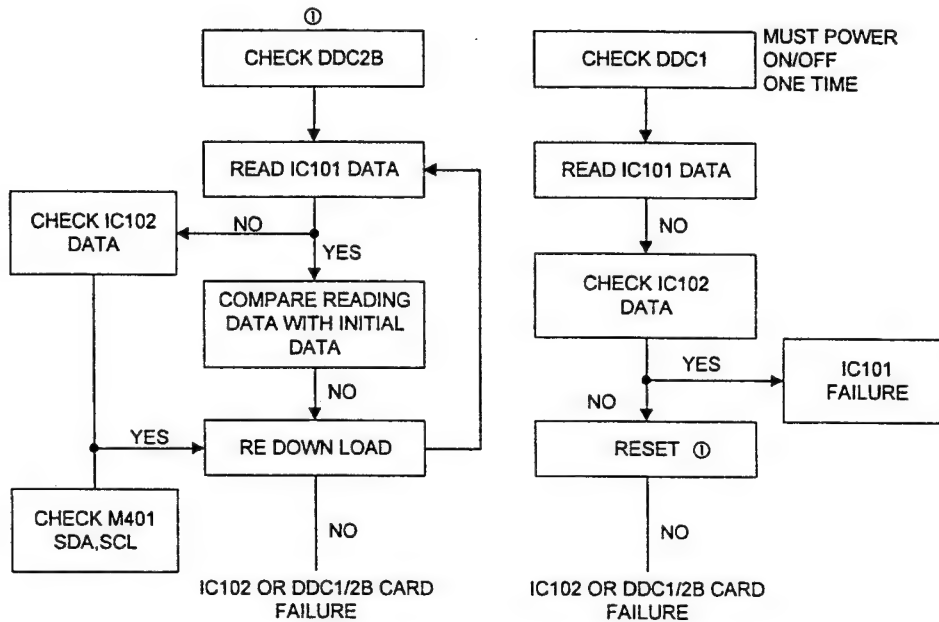 ①
CHECK DDC2B
READ IC101 DATA
NO
YES
CHECK IC102
DATA
COMPARE READING
DATA WITH INITIAL
DATA
NO
YES
RE DOWN LOAD
CHECK M401
SDA,SCL
NO
IC102 OR DDC1/2B CARD
FAILURE
CHECK DDC1
MUST POWER
ON/OFF
ONE TIME
READ IC101 DATA
NO
CHECK IC102
DATA
YES
IC101
FAILURE
NO
RESET ①
NO
IC102 OR DDC1/2B CARD
FAILURE